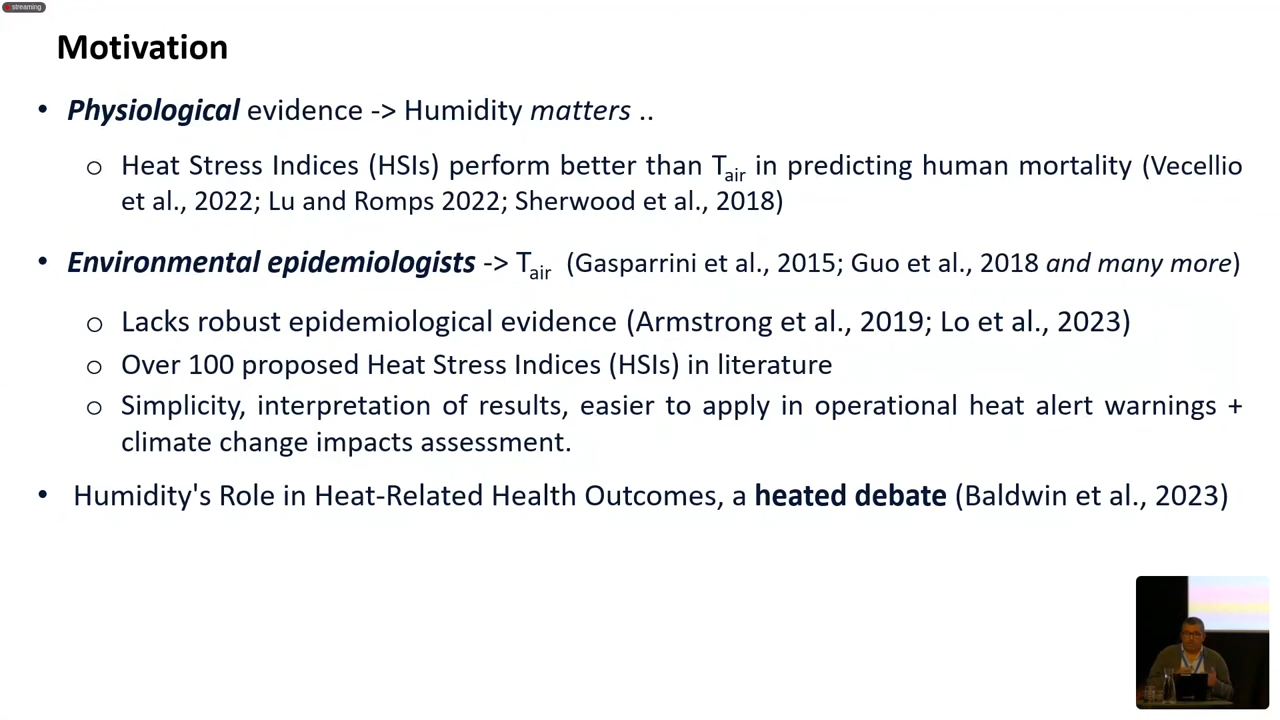 streaming
Motivation
• Physiological evidence -> Humidity matters ..
o Heat Stress Indices (HSIs) perform better than Tair in predicting human mortality (Vecellio
et al., 2022; Lu and Romps 2022; Sherwood et al., 2018)
• Environmental epidemiologists -> Tair (Gasparrini et al., 2015; Guo et al., 2018 and many more)
o Lacks robust epidemiological evidence (Armstrong et al., 2019; Lo et al., 2023)
o Over 100 proposed Heat Stress Indices (HSIs) in literature
o Simplicity, interpretation of results, easier to apply in operational heat alert warnings +
climate change impacts assessment.
• Humidity's Role in Heat-Related Health Outcomes, a heated debate (Baldwin et al., 2023)